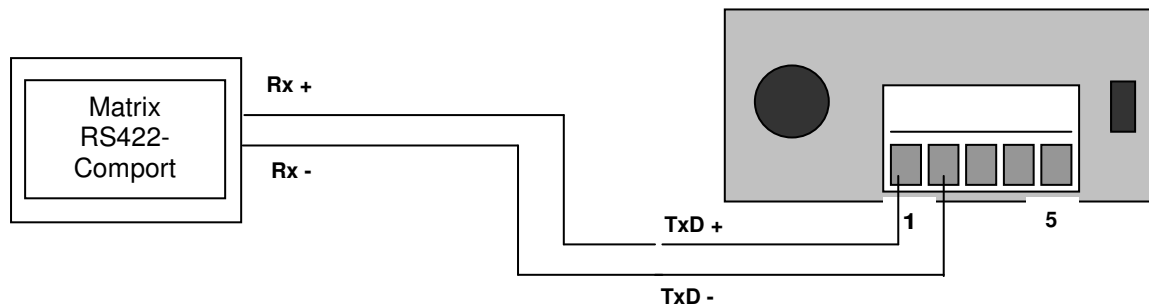 Matrix
RS422-
Comport
Rx +
Rx -
TxD +
TxD -
1
5